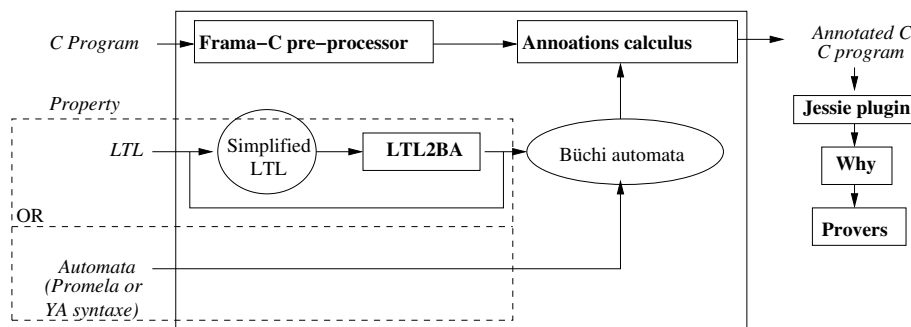 C Program
Frama−C pre−processor
Annoations calculus
Annotated C
C program
Property
Jessie plugin
LTL
Simplified
LTL
LTL2BA
Büchi automata
Why
OR
Provers
Automata
(Promela or
YA syntaxe)